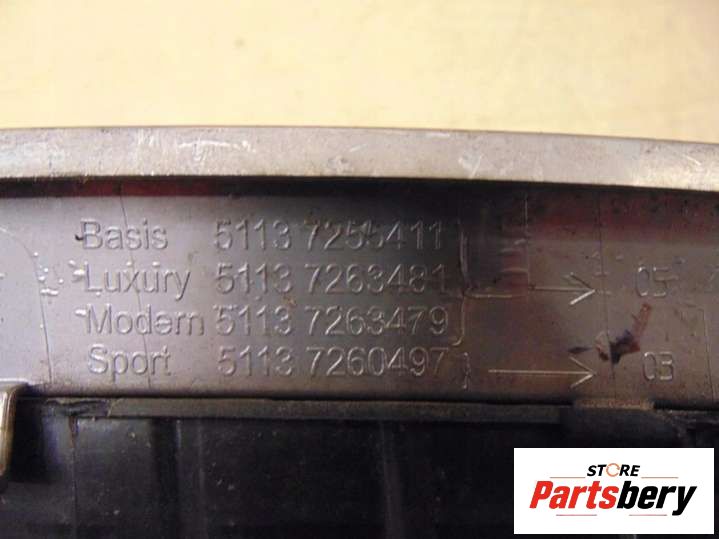 Basis 5113 7255411
Luxury 5113 7263481
Modern 5113 7263479
Sport 5113 7260497
05
03
STORE
Partsbery